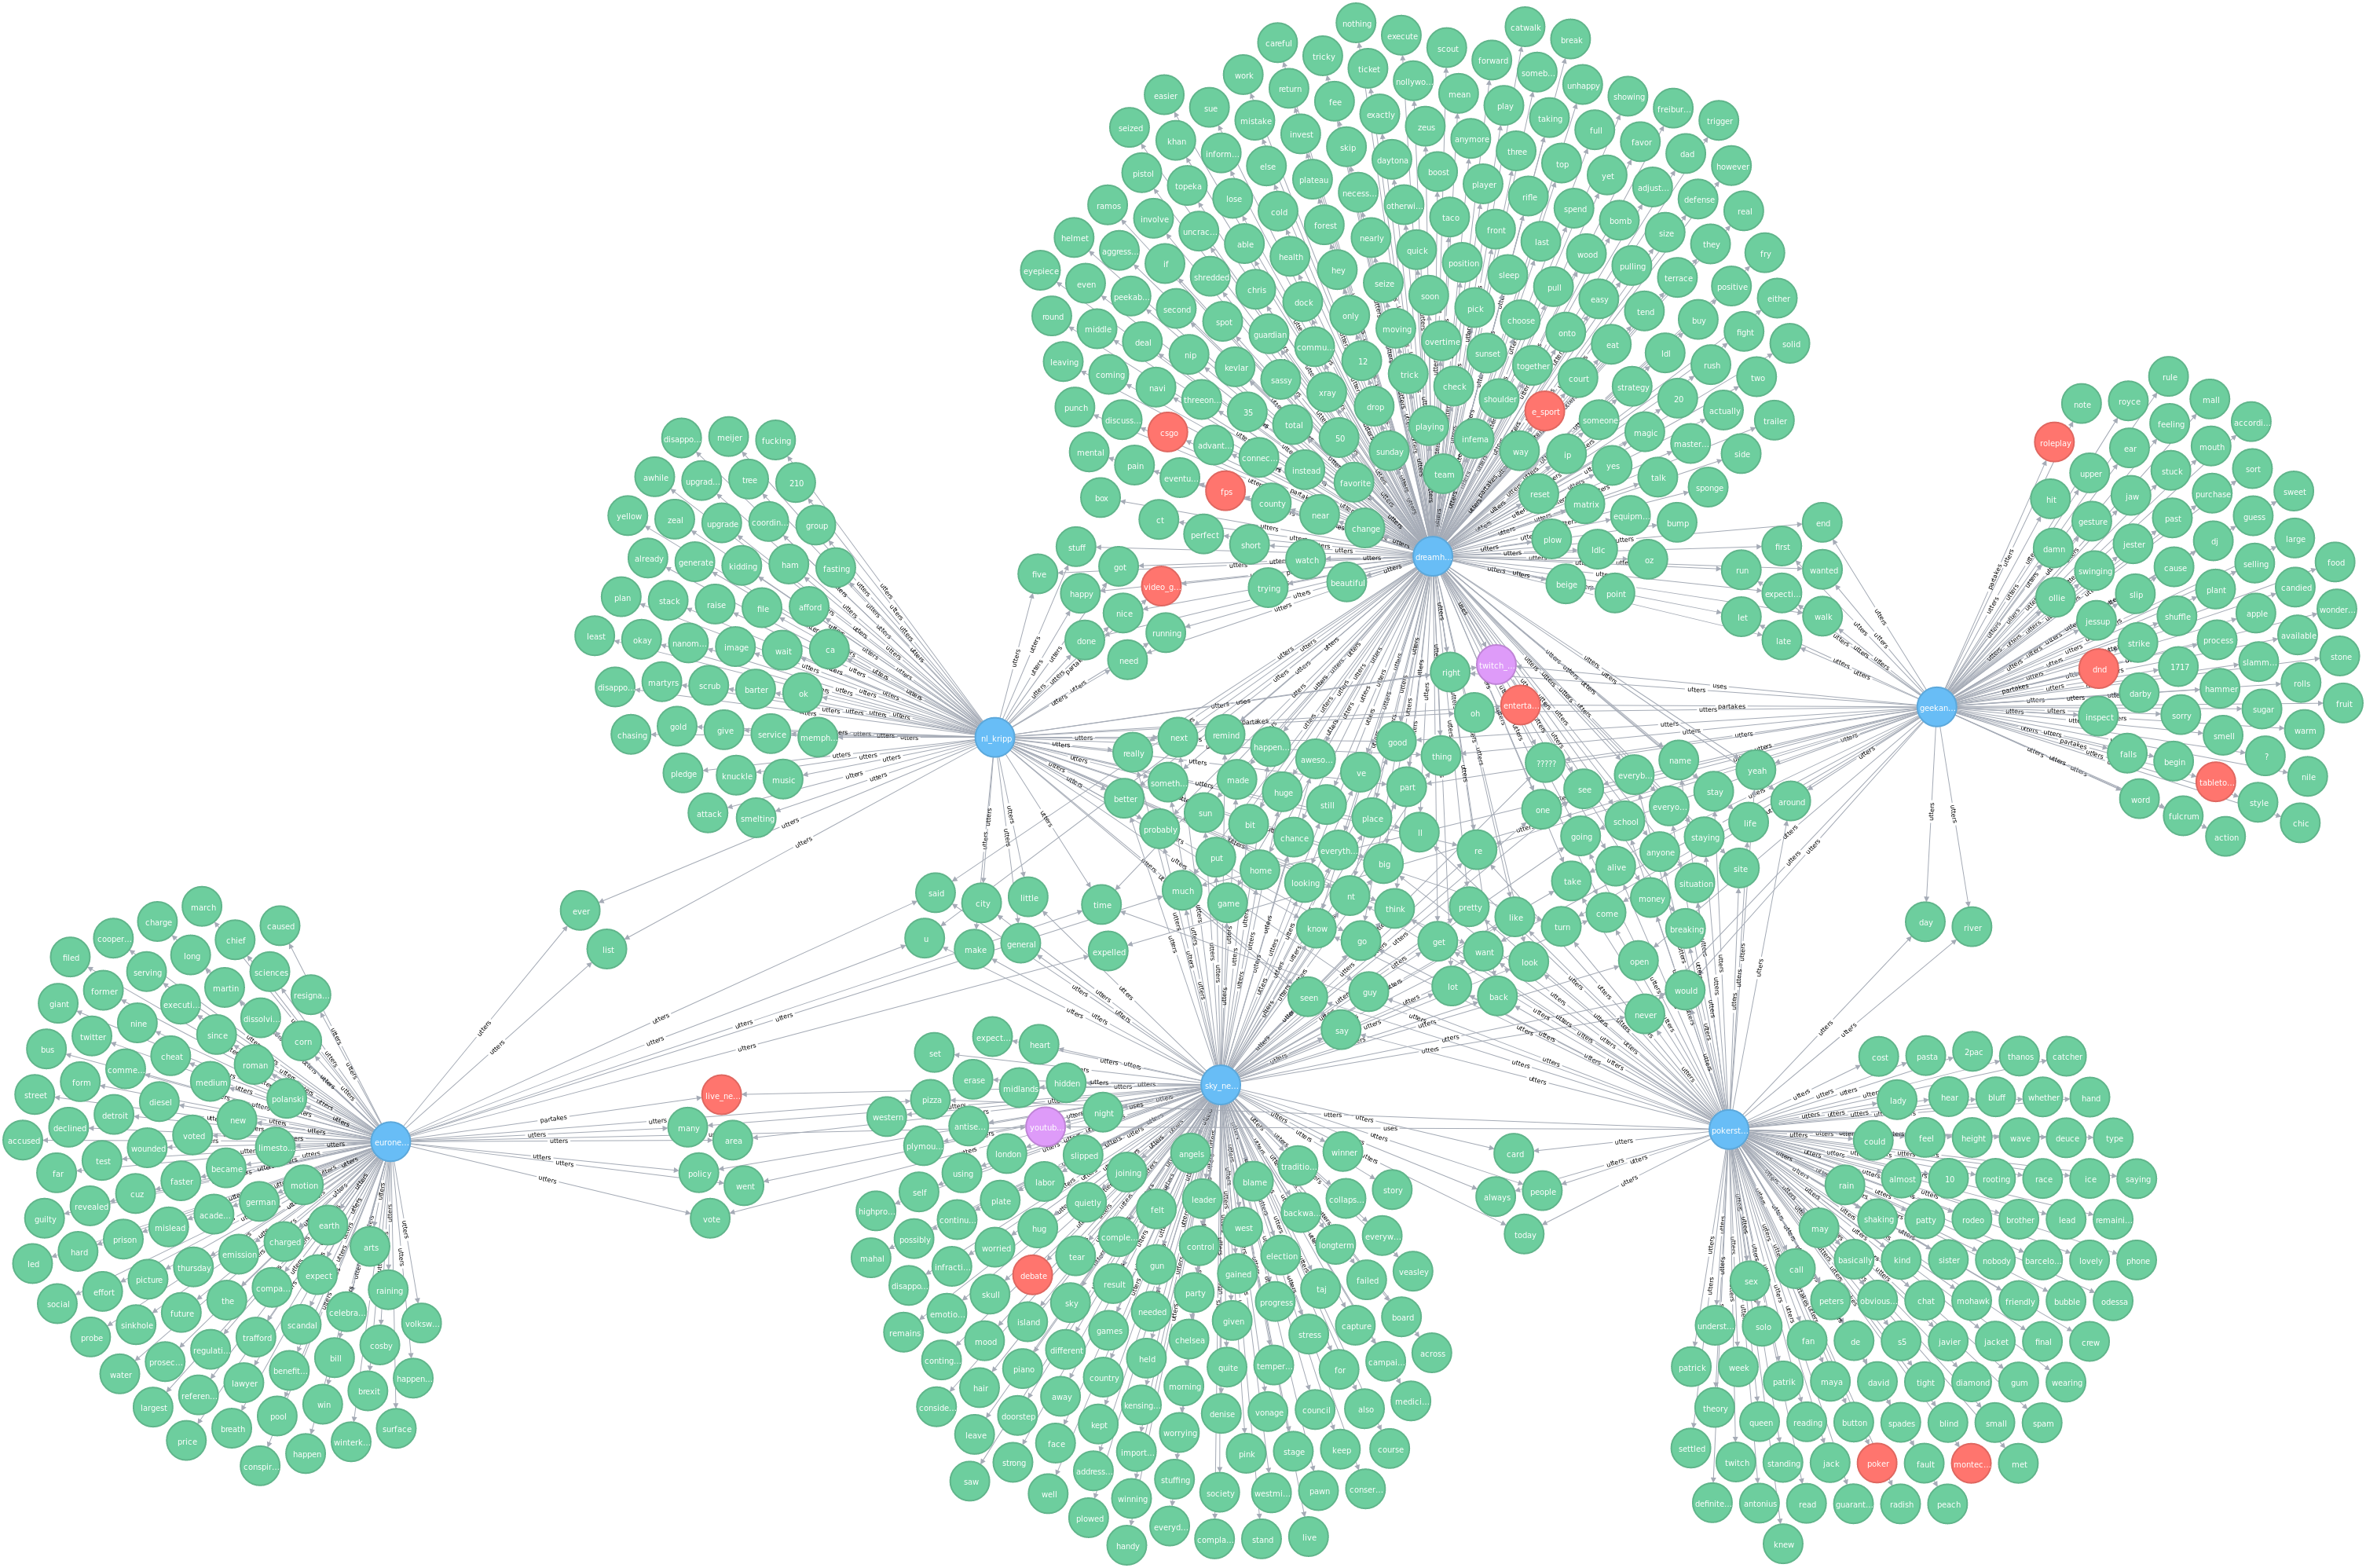 nothing
catwalk
careful
execute
break
tricky
scout
work
ticket
forward
easier
return
nollywo...
someb...
sue
fee
mean
unhappy
seized
mistake
exactly
play
showing
khan
invest
zeus
taking
freibur...
inform...
skip
anymore
full
trigger
pistol
else
daytona
three
favor
topeka
plateau
boost
top
dad
ramos
lose
necess...
player
yet
however
involve
cold
otherwi...
rifle
adjust...
helmet
uncrac...
forest
taco
spend
defense
aggress...
able
nearly
front
bomb
real
eyepiece
if
health
quick
last
size
even
shredded
hey
position
wood
they
peekab...
chris
seize
sleep
pulling
fry
round
second
dock
soon
pull
terrace
middle
spot
only
pick
easy
positive
deal
guardian
moving
choose
tend
either
leaving
nlp
commu...
overtime
onto
buy
coming
kevlar
12
sunset
eat
fight
navi
sassy
trick
together
ldl
solid
punch
threeon...
xray
check
court
rush
discuss...
35
drop
shoulder
strategy
two
csgo
total
playing
e_sport
20
mental
advant...
50
infema
someone
actually
pain
connec...
sunday
way
magic
trailer
eventu...
instead
team
ip
master...
box
fps
favorite
yes
side
county
reset
talk
ct
near
matrix
sponge
perfect
change
equipm...
bump
short
plow
end
stuff
watch
dreamh...
ldlc
first
got
trying
beautiful
beige
oz
wanted
five
video_g...
point
run
expecti...
happy
nice
let
walk
done
running
late
need
disappo...
meijer
fucking
awhile
upgrad...
tree
210
yellow
zeal
upgrade
coordin...
group
already
generate
kidding
ham
fasting
plan
stack
raise
file
afford
least
okay
nanom...
image
wait
ca
disappo...
martyrs
scrub
barter
ok
chasing
gold
give
service
memph...
nl_kripp
pledge
knuckle
music
attack
smelting
rule
note
royce
mall
roleplay
feeling
accordi...
upper
ear
mouth
hit
stuck
sort
jaw
purchase
sweet
gesture
past
guess
damn
jester
dj
large
swinging
cause
selling
food
ollie
slip
plant
candied
jessup
shuffle
apple
wonder...
strike
process
available
dnd
1717
slamm...
stone
darby
hammer
rolls
geekan...
inspect
sorry
sugar
fruit
falls
smell
warm
begin
?
nile
tableto...
word
style
fulcrum
chic
action
right
twitch_...
oh
enterta...
next
remind
really
happen...
good
thing
?????
name
someth...
made
aweso...
ve
part
see
everyb...
yeah
better
huge
still
one
everyo...
stay
around
sun
bit
place
school
life
probably
chance
ll
going
staying
put
everyth...
re
anyone
home
big
alive
site
much
looking
take
situation
game
nt
think
pretty
money
like
come
know
turn
breaking
go
get
want
look
open
seen
guy
lot
back
would
say
never
ever
said
city
little
time
list
u
make
general
expelled
day
river
march
charge
caused
cooper...
chief
filed
long
sciences
serving
martin
resigna...
giant
former
executi...
dissolvi...
nine
since
corn
bus
twitter
cheat
roman
comme...
medium
polanski
street
form
diesel
new
detroit
voted
limesto...
accused
declined
wounded
eurone...
far
test
became
cuz
faster
motion
guilty
revealed
german
acade...
earth
led
hard
prison
mislead
charged
arts
emission
social
effort
picture
thursday
compa...
expect
raining
probe
sinkhole
future
the
celebra...
volksw...
water
prosec...
regulati...
trafford
scandal
cosby
largest
referen...
lawyer
benefit...
bill
happen...
price
breath
pool
win
brexit
surface
conspir...
happen
winterk...
live_ne...
many
area
policy
went
vote
set
expect...
heart
erase
midlands
hidden
sky_ne...
pizza
western
night
plymou...
antise...
youtub...
using
london
slipped
angels
self
labor
joining
highpro...
plate
quietly
leader
blame
traditio...
winner
possibly
continu...
hug
felt
collaps...
story
mahal
worried
comple...
west
backwa...
disappo...
infracti...
tear
control
election
longterm
everyw...
debate
gun
gained
emotio...
skull
result
failed
veasley
remains
sky
party
progress
taj
mood
island
needed
board
conting...
games
given
stress
capture
different
chelsea
across
conside...
piano
held
quite
temper...
for
campai...
hair
away
country
morning
medici...
leave
doorstep
kept
kensing...
denise
vonage
council
also
saw
strong
face
worrying
pink
stage
keep
course
well
address...
import...
stuffing
society
westmi...
pawn
conser...
plowed
winning
everyd...
compla...
stand
live
handy
card
always
people
today
pokerst...
cost
pasta
2pac
thanos
catcher
lady
hear
bluff
whether
hand
could
feel
height
wave
deuce
type
rain
almost
10
rooting
race
ice
saying
may
shaking
patty
rodeo
brother
lead
remaini...
basically
kind
sister
nobody
barcelo...
lovely
phone
sex
call
obvious...
chat
mohawk
friendly
bubble
odessa
peters
underst...
solo
fan
de
s5
javier
jacket
final
crew
patrick
week
patrik
maya
david
tight
diamond
gum
wearing
theory
queen
reading
button
spades
blind
small
spam
settled
twitch
standing
jack
poker
fault
montec...
met
definite...
antonius
read
guarant...
radish
peach
knew
utters
uses
partakes